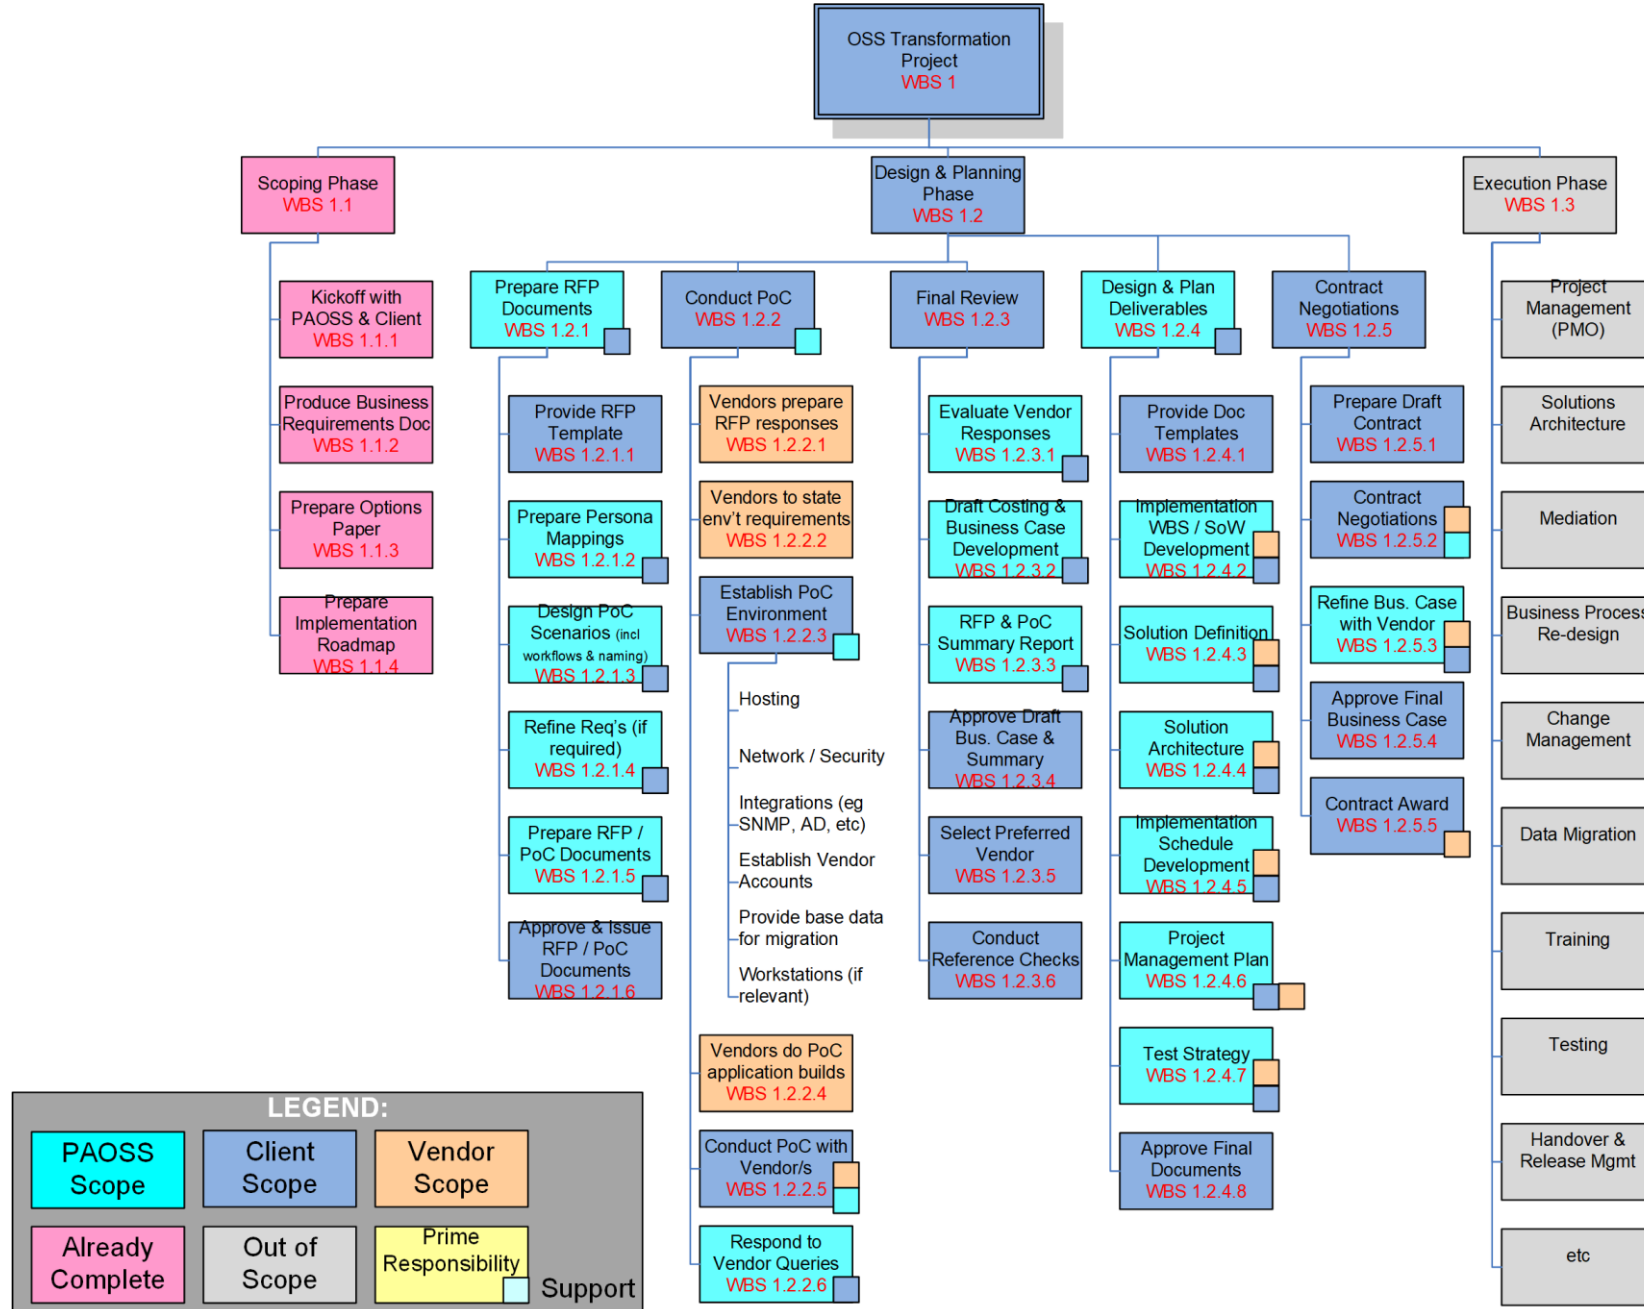 OSS Transformation
Project
WBS 1
Scoping Phase
WBS 1.1
Design & Planning
Phase
WBS 1.2
Execution Phase
WBS 1.3
Kickoff with
PAOSS & Client
WBS 1.1.1
Produce Business
Requirements Doc
WBS 1.1.2
Prepare Options
Paper
WBS 1.1.3
Prepare
Implementation
Roadmap
WBS 1.1.4
Prepare RFP
Documents
WBS 1.2.1
Provide RFP
Template
WBS 1.2.1.1
Prepare Persona
Mappings
WBS 1.2.1.2
Design PoC
Scenarios (incl
workflows & naming)
WBS 1.2.1.3
Refine Req's (if
required)
WBS 1.2.1.4
Prepare RFP /
PoC Documents
WBS 1.2.1.5
Approve & Issue
RFP / PoC
Documents
WBS 1.2.1.6
Conduct PoC
WBS 1.2.2
Vendors prepare
RFP responses
WBS 1.2.2.1
Vendors to state
env't requirements
WBS 1.2.2.2
Establish PoC
Environment
WBS 1.2.2.3
Hosting
Network / Security
Integrations (eg
SNMP, AD, etc)
Establish Vendor
Accounts
Provide base data
for migration
Workstations (if
relevant)
Vendors do PoC
application builds
WBS 1.2.2.4
Conduct PoC with
Vendor/s
WBS 1.2.2.5
Respond to
Vendor Queries
WBS 1.2.2.6
Final Review
WBS 1.2.3
Evaluate Vendor
Responses
WBS 1.2.3.1
Draft Costing &
Business Case
Development
WBS 1.2.3.2
RFP & PoC
Summary Report
WBS 1.2.3.3
Approve Draft
Bus. Case &
Summary
WBS 1.2.3.4
Select Preferred
Vendor
WBS 1.2.3.5
Conduct
Reference Checks
WBS 1.2.3.6
Design & Plan
Deliverables
WBS 1.2.4
Provide Doc
Templates
WBS 1.2.4.1
Implementation
WBS / SoW
Development
WBS 1.2.4.2
Solution Definition
WBS 1.2.4.3
Solution
Architecture
WBS 1.2.4.4
Implementation
Schedule
Development
WBS 1.2.4.5
Project
Management Plan
WBS 1.2.4.6
Test Strategy
WBS 1.2.4.7
Approve Final
Documents
WBS 1.2.4.8
Contract
Negotiations
WBS 1.2.5
Prepare Draft
Contract
WBS 1.2.5.1
Contract
Negotiations
WBS 1.2.5.2
Refine Bus. Case
with Vendor
WBS 1.2.5.3
Approve Final
Business Case
WBS 1.2.5.4
Contract Award
WBS 1.2.5.5
Project
Management
(PMO)
Solutions
Architecture
Mediation
Business Process
Re-design
Change
Management
Data Migration
Training
Testing
Handover &
Release Mgmt
etc
LEGEND:
PAOSS
Scope
Client
Scope
Vendor
Scope
Already
Complete
Out of
Scope
Prime
Responsibility
Support